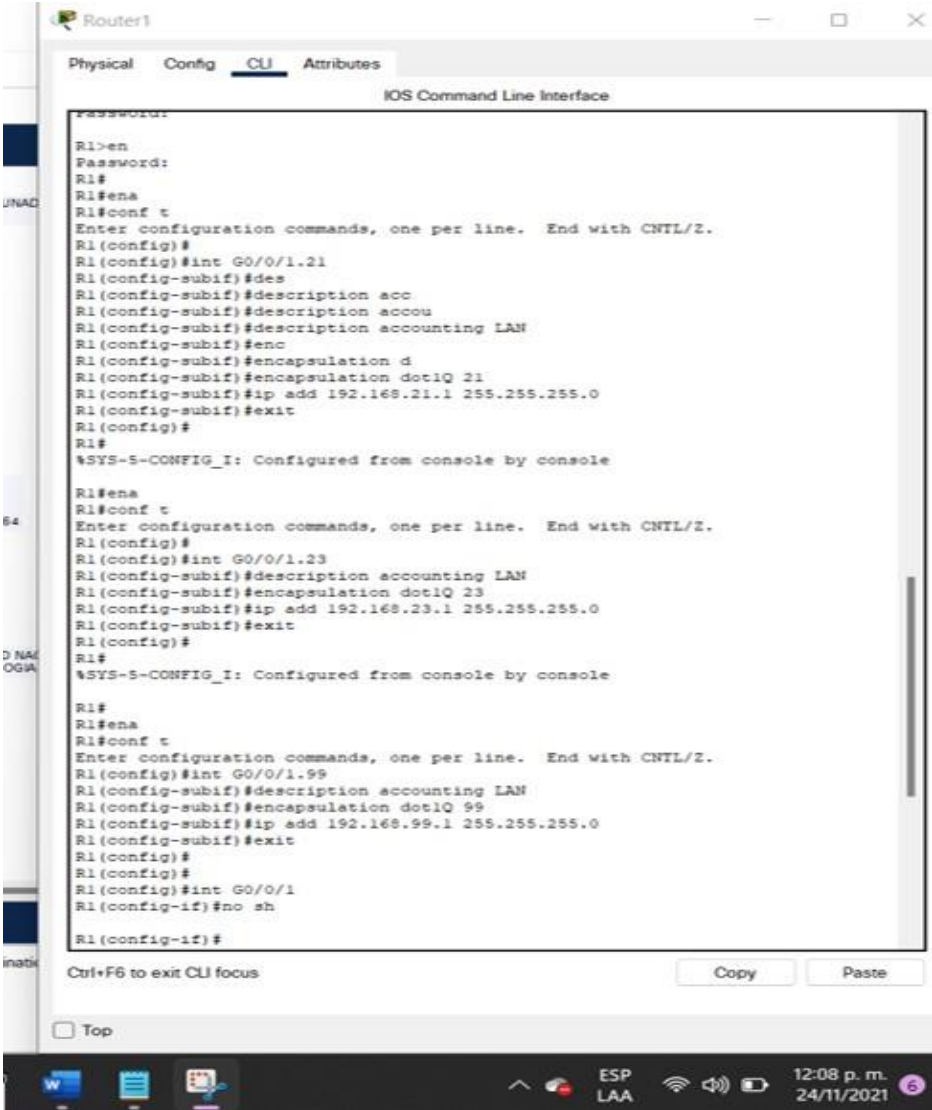 Router1
Physical Config CLI Attributes
IOS Command Line Interface
Password:
R1>en
Password:
R1#
R1#ena
R1#conf t
Enter configuration commands, one per line. End with CNTL/Z.
R1(config)#
R1(config)#int G0/0/1.21
R1(config-subif)#des
R1(config-subif)#description acc
R1(config-subif)#description accou
R1(config-subif)#description accounting LAN
R1(config-subif)#enc
R1(config-subif)#encapsulation d
R1(config-subif)#encapsulation dot1Q 21
R1(config-subif)#ip add 192.168.21.1 255.255.255.0
R1(config-subif)#exit
R1(config)#
R1#
%SYS-5-CONFIG_I: Configured from console by console
R1#ena
R1#conf t
Enter configuration commands, one per line. End with CNTL/Z.
R1(config)#
R1(config)#int G0/0/1.23
R1(config-subif)#description accounting LAN
R1(config-subif)#encapsulation dot1Q 23
R1(config-subif)#ip add 192.168.23.1 255.255.255.0
R1(config-subif)#exit
R1(config)#
R1#
%SYS-5-CONFIG_I: Configured from console by console
R1#
R1#ena
R1#conf t
Enter configuration commands, one per line. End with CNTL/Z.
R1(config)#int G0/0/1.99
R1(config-subif)#description accounting LAN
R1(config-subif)#encapsulation dot1Q 99
R1(config-subif)#ip add 192.168.99.1 255.255.255.0
R1(config-subif)#exit
R1(config)#
R1(config)#
R1(config)#int G0/0/1
R1(config-if)#no sh
R1(config-if)#
Ctrl+F6 to exit CLI focus
Copy Paste
Top
UNAD
64
ESP
LAA
12:08 p. m.
24/11/2021
6